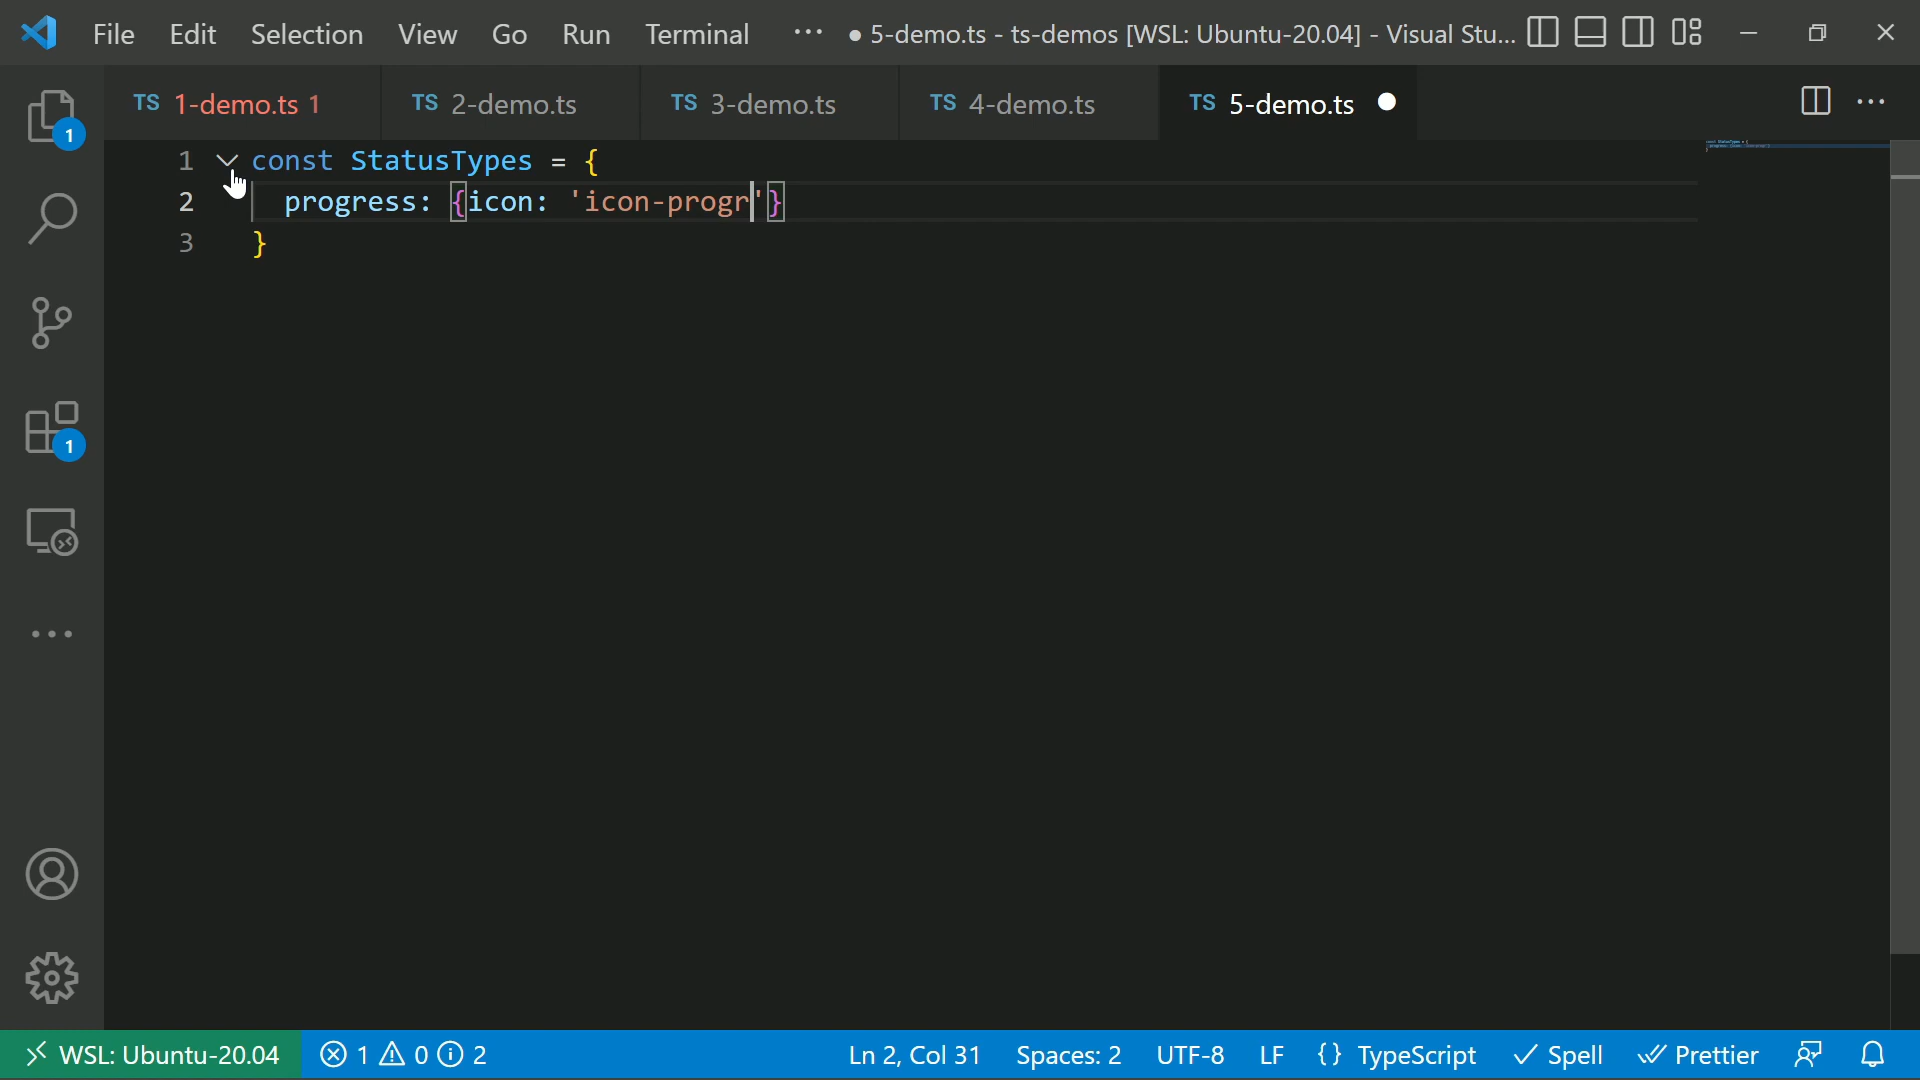 File Edit Selection View Go Run Terminal ··· ● 5-demo.ts - ts-demos [WSL: Ubuntu-20.04] - Visual Stu...
TS 1-demo.ts 1 TS 2-demo.ts TS 3-demo.ts TS 4-demo.ts TS 5-demo.ts ●
1 const StatusTypes = {
2 progress: {icon: 'icon-progr'}
3 }
1
1
WSL: Ubuntu-20.04 1 0 2 Ln 2, Col 31 Spaces: 2 UTF-8 LF {} TypeScript Spell Prettier